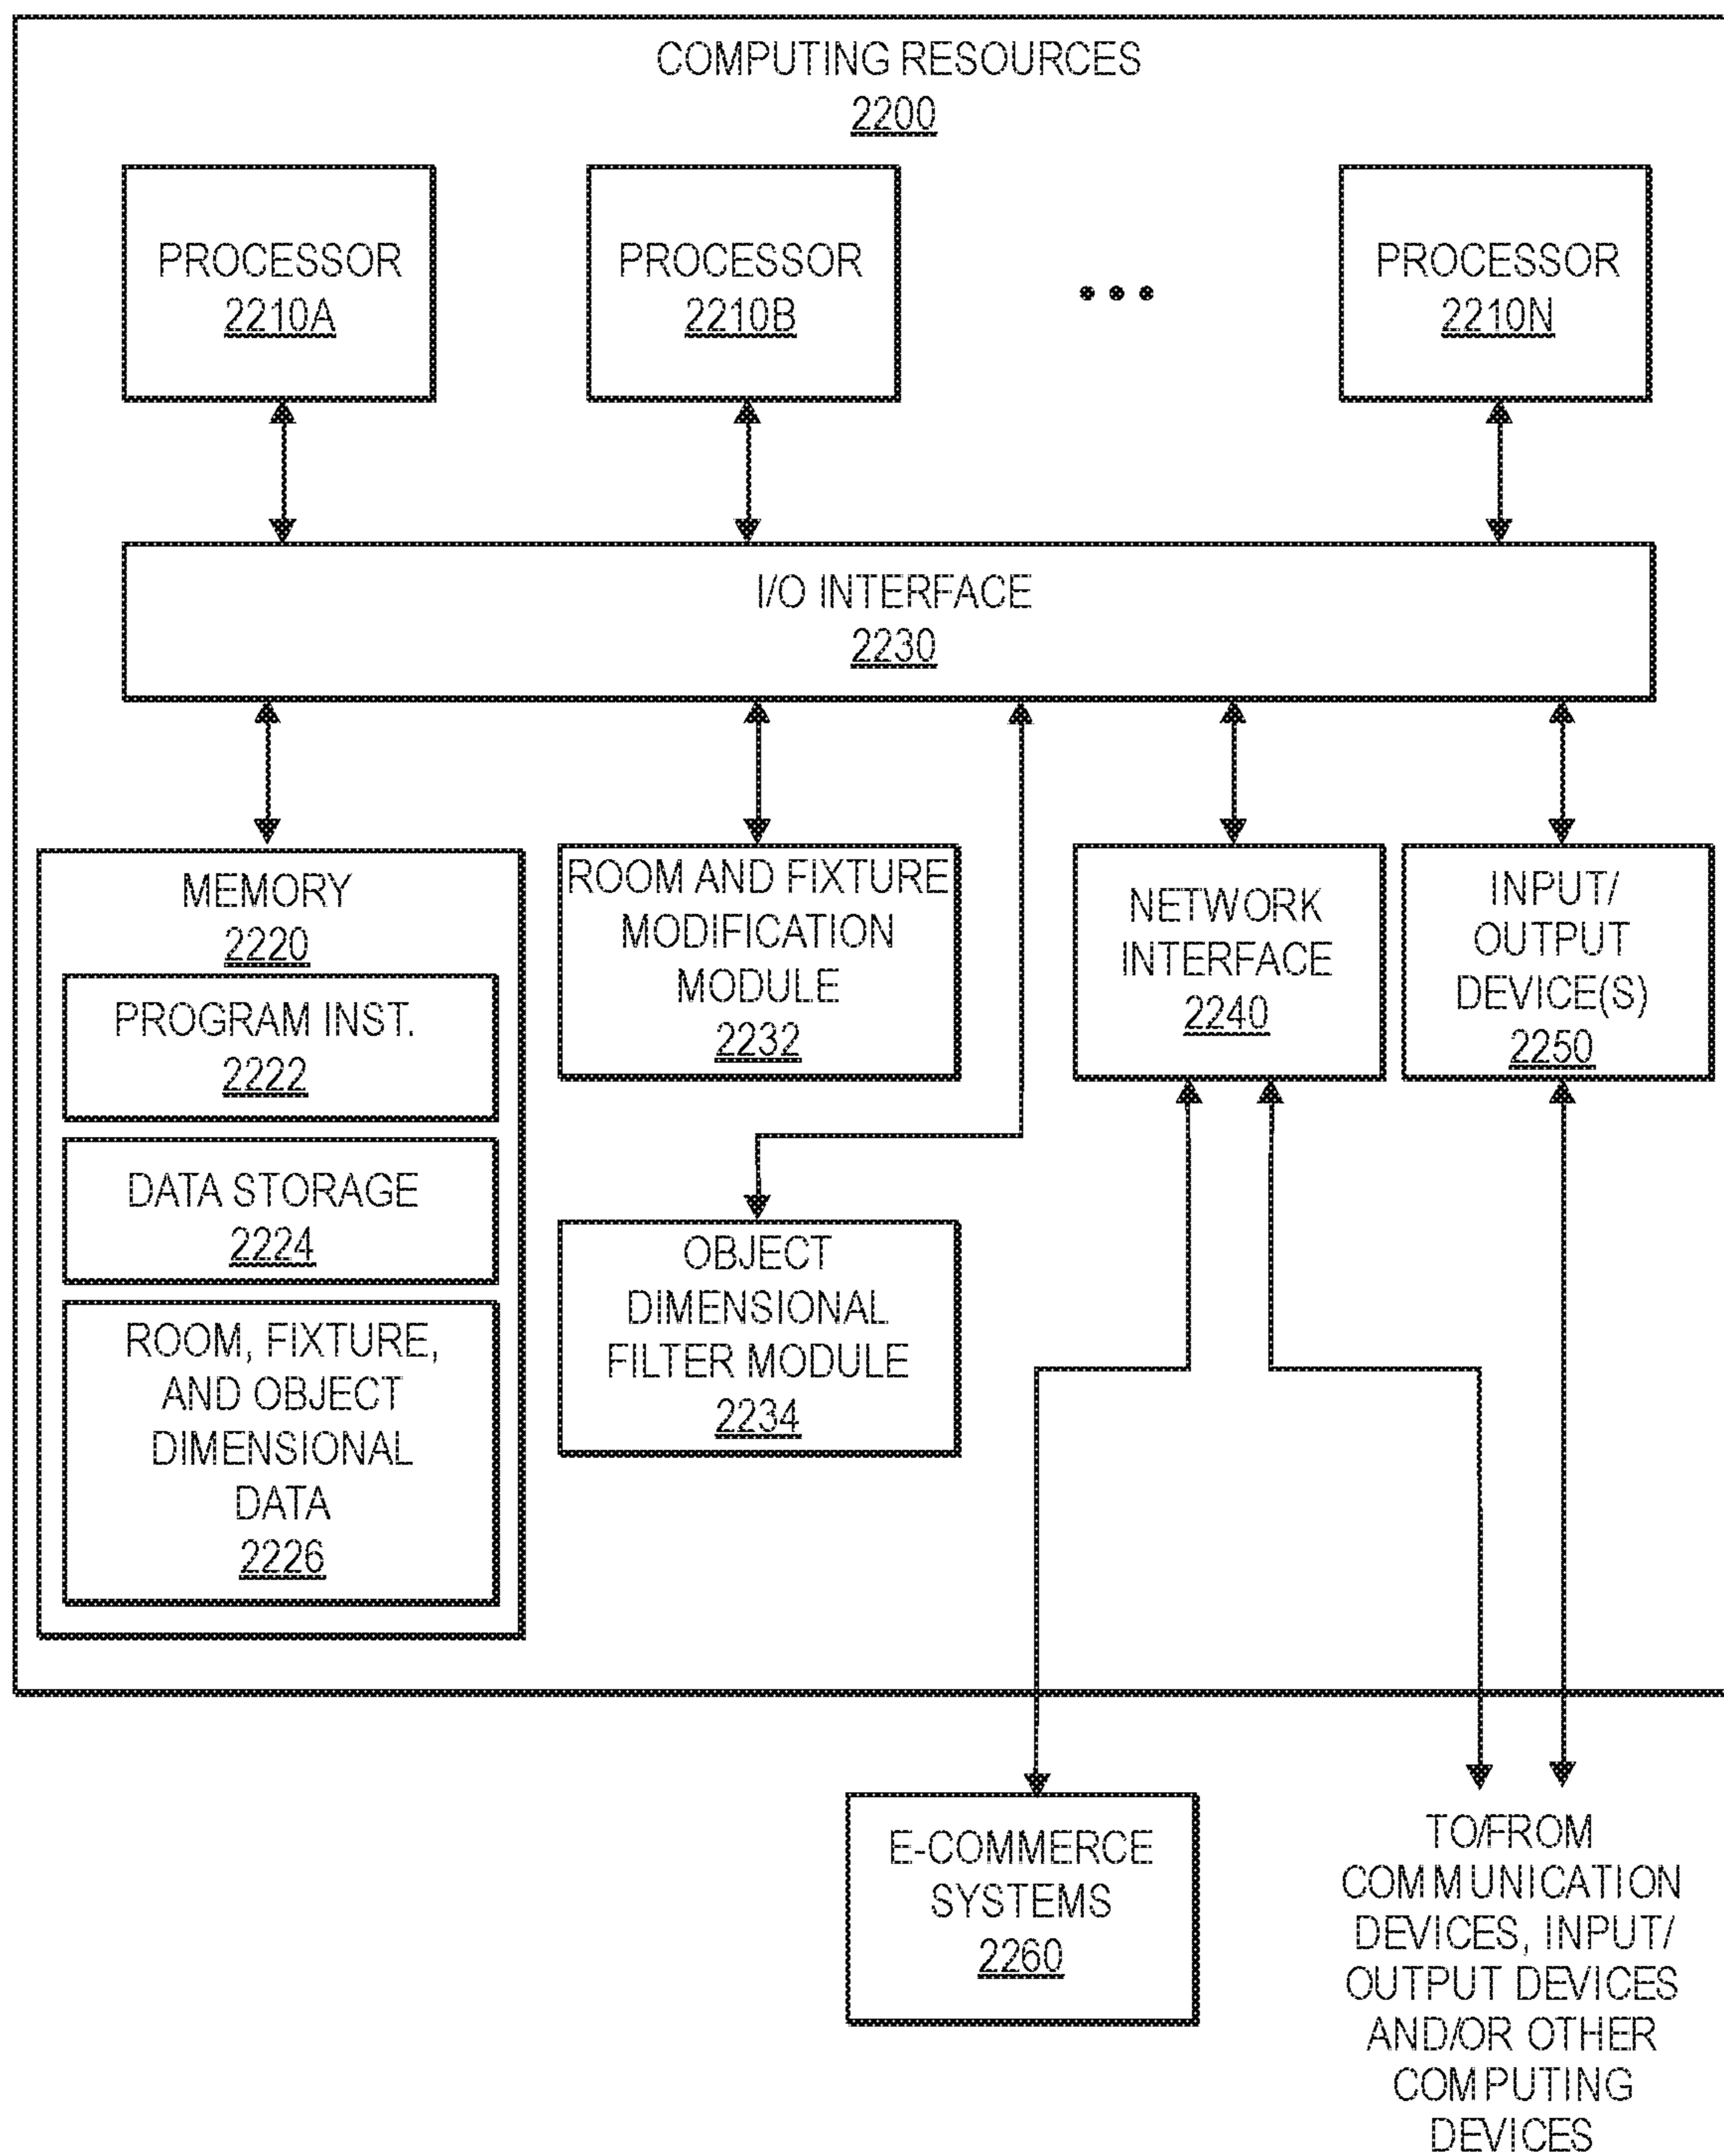 COMPUTING RESOURCES
2200
PROCESSOR
2210A
PROCESSOR
2210B
PROCESSOR
2210N
I/O INTERFACE
2230
MEMORY
2220
PROGRAM INST.
2222
DATA STORAGE
2224
ROOM, FIXTURE,
AND OBJECT
DIMENSIONAL
DATA
2226
ROOM AND FIXTURE
MODIFICATION
MODULE
2232
OBJECT
DIMENSIONAL
FILTER MODULE
2234
NETWORK
INTERFACE
2240
INPUT/
OUTPUT
DEVICE(S)
2250
E-COMMERCE
SYSTEMS
2260
TO/FROM
COMMUNICATION
DEVICES, INPUT/
OUTPUT DEVICES
AND/OR OTHER
COMPUTING
DEVICES